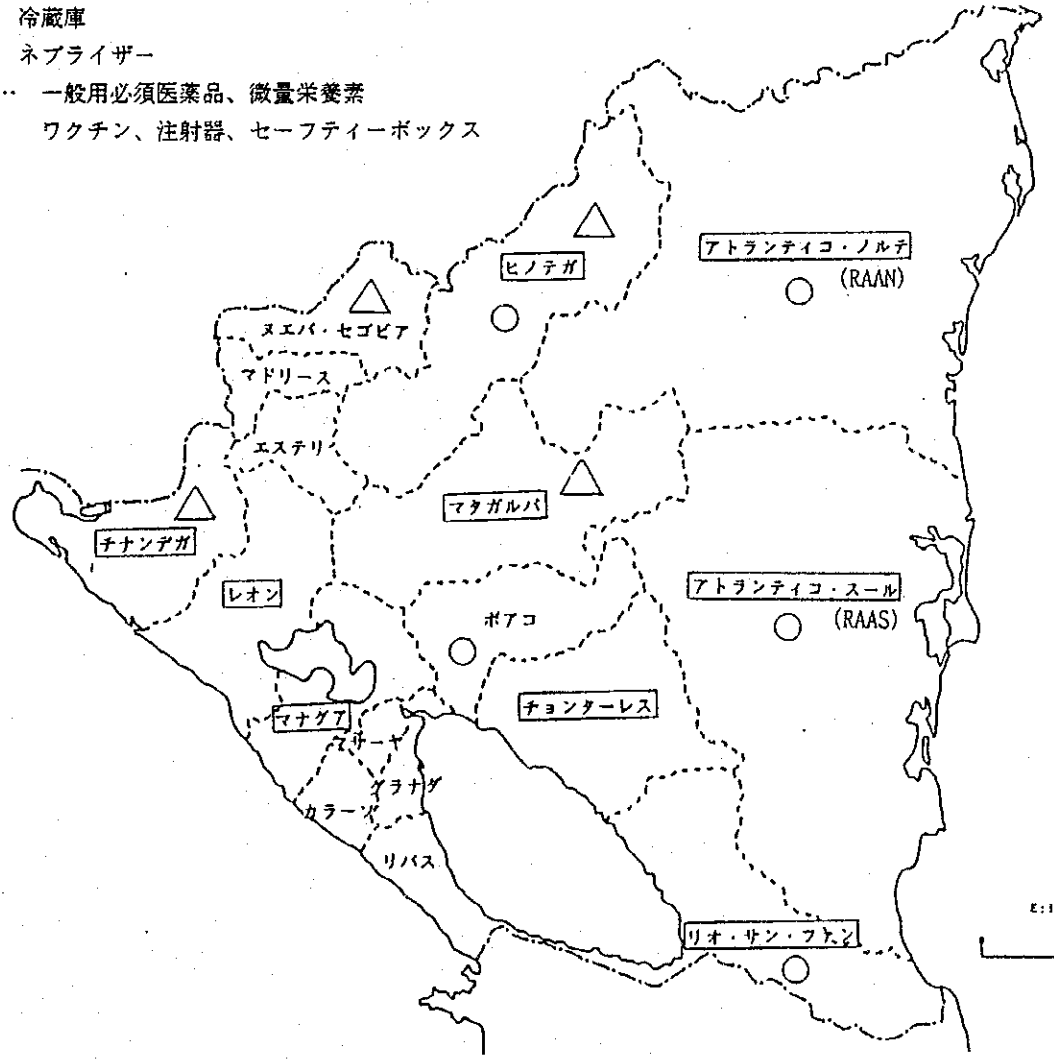 冷蔵庫
ネブライザー
‥ 一般用必須医薬品、微量栄養素
ワクチン、注射器、セーフティーボックス
アトランティコ・ノルテ
(RAAN)
ヒノテガ
ヌエバ・セゴビア
マドリース
エステリ
マタガルパ
チナンデガ
レオン
アトランティコ・スール
(RAAS)
ボアコ
チョンターレス
マナグア
マサーヤ
グラナダ
カラーソ
リバス
リオ・サン・ファン